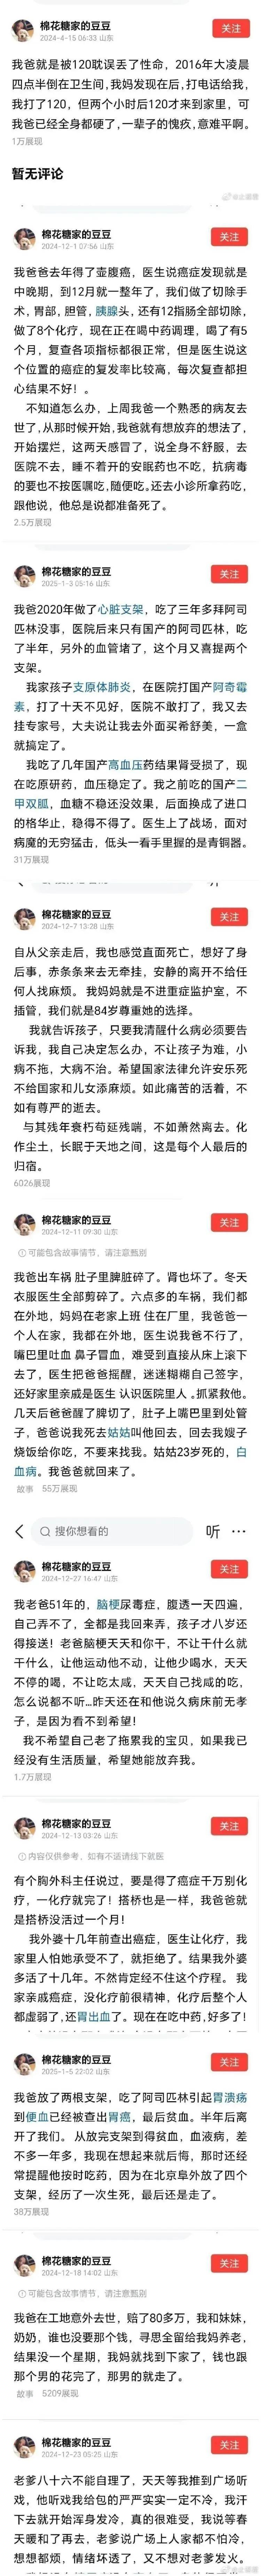 棉花糖家的豆豆
关注
2024-4-15 06:33 山东
我爸就是被120耽误丢了性命，2016年大凌晨
四点半倒在卫生间，我妈发现在后，打电话给我，
我打了120，但两个小时后120才来到家里，可
我爸已经全身都硬了，一辈子的愧疚，意难平啊。
1万展现
暂无评论
棉花糖家的豆豆
关注
2024-12-1 07:56 山东
我爸爸去年得了壶腹癌，医生说癌症发现就是
中晚期，到12月就一整年了，我们做了切除手
术，胃部，胆管，胰腺头，还有12指肠全部切除，
做了8个化疗，现在正在喝中药调理，喝了有5
个月，复查各项指标都很正常，但是医生说这
个位置的癌症的复发率比较高，每次复查都担
心结果不好！。
不知道怎么办，上周我爸一个熟悉的病友去
世了，从那时候开始，我爸就有想放弃的想法了，
开始摆烂，这两天感冒了，说全身不舒服，去
医院不去，睡不着开的安眠药也不吃，抗病毒
的要也不按医嘱吃，随便吃。还去小诊所拿药吃，
跟他说，他总是说都准备死了。
2.5万展现
棉花糖家的豆豆
关注
2025-1-3 05:16 山东
我爸2020年做了心脏支架，吃了三年多拜阿司
匹林没事，医院后来只有国产的阿司匹林，吃
了半年，另外的血管堵了，这个月又喜提两个
支架。
我家孩子支原体肺炎，在医院打国产阿奇霉
素，打了十天不见好，医院不敢打了，我又去
挂专家号，大夫说让我去外面买希舒美，一盒
就搞定了。
我吃了几年国产高血压药结果肾受损了，现
在吃原研药，血压稳定了。我之前吃的国产二
甲双胍，血糖不稳还没效果，后面换成了进口
的格华止，稳得不得了。医生上了战场，面对
病魔的无穷猛击，低头一看手里握的是青铜器。
31万展现
棉花糖家的豆豆
关注
2024-12-7 13:28 山东
自从父亲走后，我也感觉直面死亡，想好了身
后事，赤条条来去无牵挂，安静的离开不给任
何人找麻烦。 我妈妈就是不进重症监护室，不
插管，我们就是84岁尊重她的选择。
我就告诉孩子，只要我清醒什么病必须要告
诉我，我自己决定怎么办，不让孩子为难，小
病不拖，大病不治。希望国家法律允许安乐死
不给国家和儿女添麻烦。如此痛苦的活着，不
如有尊严的逝去。
与其残年衰朽苟延残喘，不如萧然离去。化
作尘土，长眠于天地之间，这是每个人最后的
归宿。
6026展现
棉花糖家的豆豆
关注
2024-12-11 09:30 山东
可能包含故事情节，请注意甄别
我爸出车祸 肚子里脾脏碎了。肾也坏了。冬天
衣服医生全部剪碎了。六点多的车祸，我们都
在外地，妈妈在老家上班 住在厂里，我爸爸一
个人在家，我都在外地，医生说我爸不行了，
嘴巴里吐血 鼻子冒血，难受到直接从床上滚下
去了，医生把爸爸摇醒，迷迷糊糊自己签字，
还好家里亲戚是医生 认识医院里人 。抓紧救他。
几天后爸爸醒了脾切了，肚子上嘴巴里到处管
子，爸爸说我死去姑姑叫他回去，回去我嫂子
烧饭给你吃，不要来找我。姑姑23岁死的，白
血病。我爸爸就回来了。
故事 55万展现
搜你想看的
听
棉花糖家的豆豆
关注
2024-12-27 16:47 山东
我老爸51年的，脑梗尿毒症，腹透一天四遍，
自己弄不了，全都是我回来弄，孩子才八岁还
得接送！老爸脑梗天天和你干，不让干什么就
干什么，让他运动他不动，让他少喝水，天天
不停的喝，不让吃太咸，天天自己找咸的吃，
怎么说都不听…昨天还在和他说久病床前无孝
子，是因为看不到希望！
我不希望自己老了拖累我的宝贝，如果我已
经没有生活质量，希望她能放弃我。
1.7万展现
棉花糖家的豆豆
关注
2024-12-13 03:26 山东
内容仅供参考，如有不适请线下就医
有个胸外科主任说过，要是得了癌症千万别化
疗，一化疗就完了！搭桥也是一样，我爸爸就
是搭桥没活过一个月！
我外婆十几年前查出癌症，医生让化疗，我
家里人怕她承受不了，就拒绝了。结果我外婆
多活了十几年。不然肯定经不住这个疗程。 我
家亲戚癌症，没化疗前很精神，化疗后整个人
都虚弱了，还胃出血了。现在在吃中药，好多了！
棉花糖家的豆豆
关注
2025-1-5 22:02 山东
我爸放了两根支架，吃了阿司匹林引起胃溃疡
到便血已经被查出胃癌，最后贫血。半年后离
开了我们。 从放完支架到得贫血，血液病，差
不多一年多，我现在想起来就后悔，那时还经
常提醒他按时吃药，因为在北京阜外放了四个
支架，经历了一次生死，最后还是走了。
38万展现
棉花糖家的豆豆
关注
2024-12-18 14:02 山东
可能包含故事情节，请注意甄别
我爸在工地意外去世，赔了80多万，我和妹妹，
奶奶，谁也没要那个钱，寻思全留给我妈养老，
结果没一个星期，我妈就找到下家了，钱也跟
那个男的花完了，那男的就走了。
故事 5209展现
棉花糖家的豆豆
关注
2024-12-23 05:25 山东
老爹八十六不能自理了，天天等我推到广场听
戏，他听戏我给包的严严实实一定不冷，我汗
下去就开始浑身发冷，真的很难受，我说等春
天暖和了再去，老爹说广场上人家都不怕冷，
想想都烦，情绪坏透了，又不想对老爹发火。